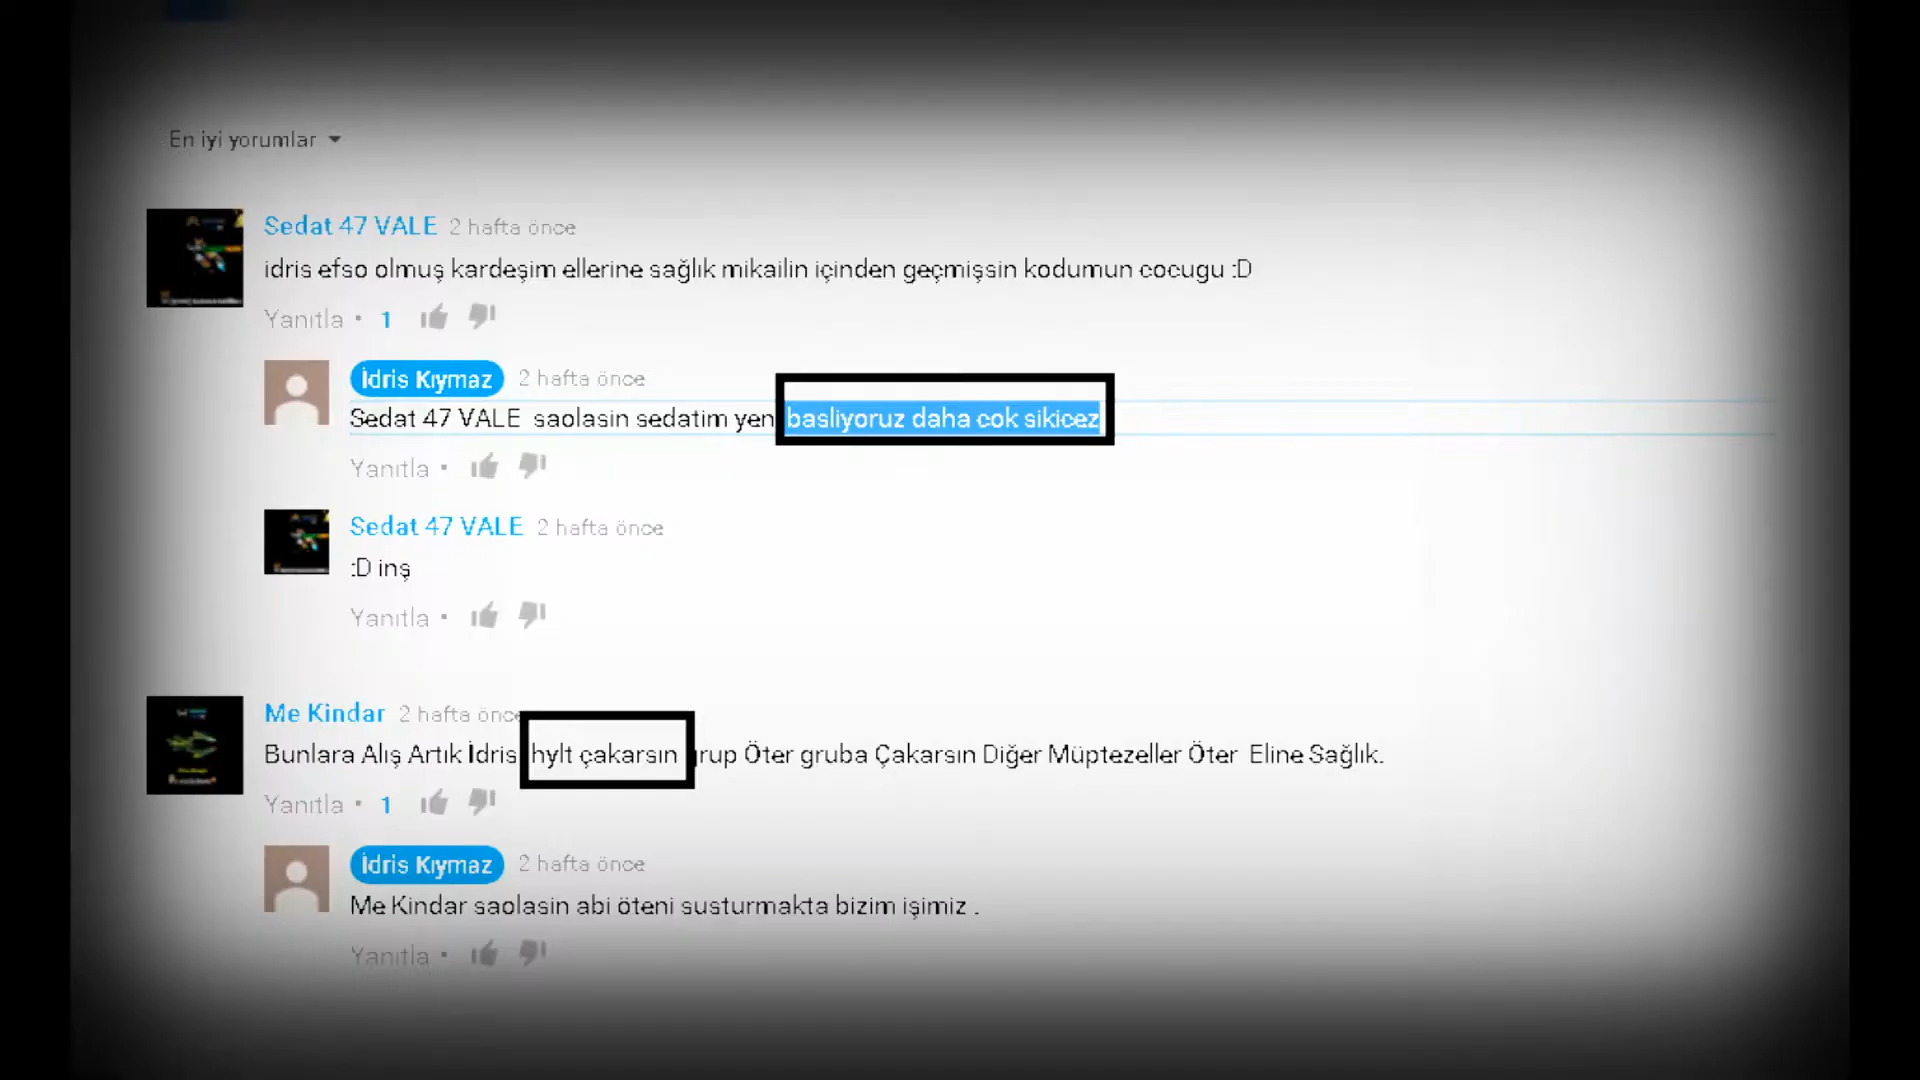 En iyi yorumlar
Sedat 47 VALE 2 hafta önce
idris efso olmuş kardeşim ellerine sağlık mikailin içinden geçmişsin kodumun cocugu :D
Yanıtla • 1
İdris Kıymaz 2 hafta önce
Sedat 47 VALE saolasin sedatim yen basliyoruz daha cok sikicez
Yanıtla •
Sedat 47 VALE 2 hafta önce
:D inş
Yanıtla •
Me Kindar 2 hafta önce
Bunlara Alış Artık İdris hylt çakarsın grup Öter gruba Çakarsın Diğer Müptezeller Öter Eline Sağlık.
Yanıtla • 1
İdris Kıymaz 2 hafta önce
Me Kindar saolasin abi öteni susturmakta bizim işimiz .
Yanıtla •